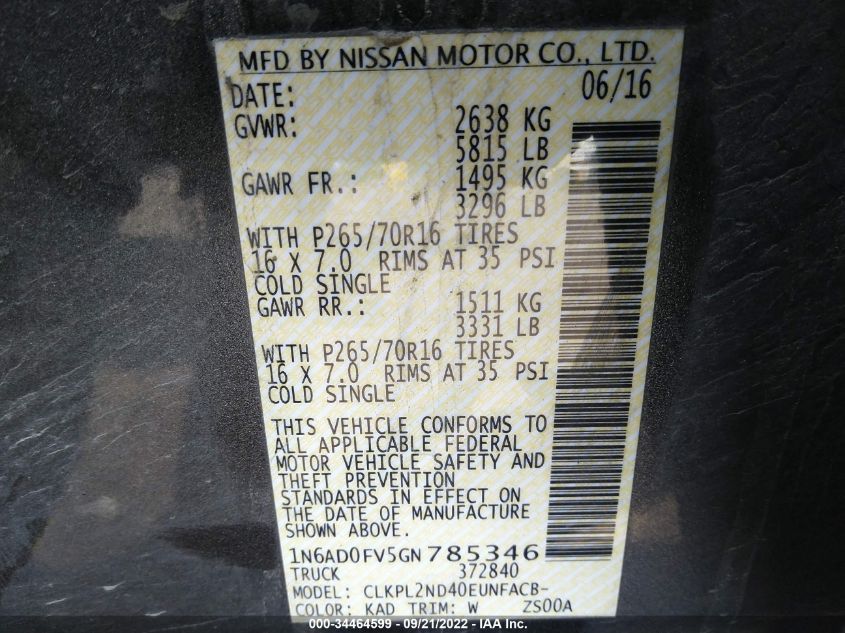 MFD BY NISSAN MOTOR CO., LTD.
DATE: 06/16
GVWR: 2638 KG
5815 LB
GAWR FR.: 1495 KG
3296 LB
WITH P265/70R16 TIRES
16 X 7.0 RIMS AT 35 PSI
COLD SINGLE
GAWR RR.: 1511 KG
3331 LB
WITH P265/70R16 TIRES
16 X 7.0 RIMS AT 35 PSI
COLD SINGLE
THIS VEHICLE CONFORMS TO
ALL APPLICABLE FEDERAL
MOTOR VEHICLE SAFETY AND
THEFT PREVENTION
STANDARDS IN EFFECT ON
THE DATE OF MANUFACTURE
SHOWN ABOVE.
1N6AD0FV5GN785346
TRUCK 372840
MODEL: CLKPL2ND40EUNFACB-
COLOR: KAD TRIM: W ZS00A
000-34464599 - 09/21/2022 - IAA Inc.